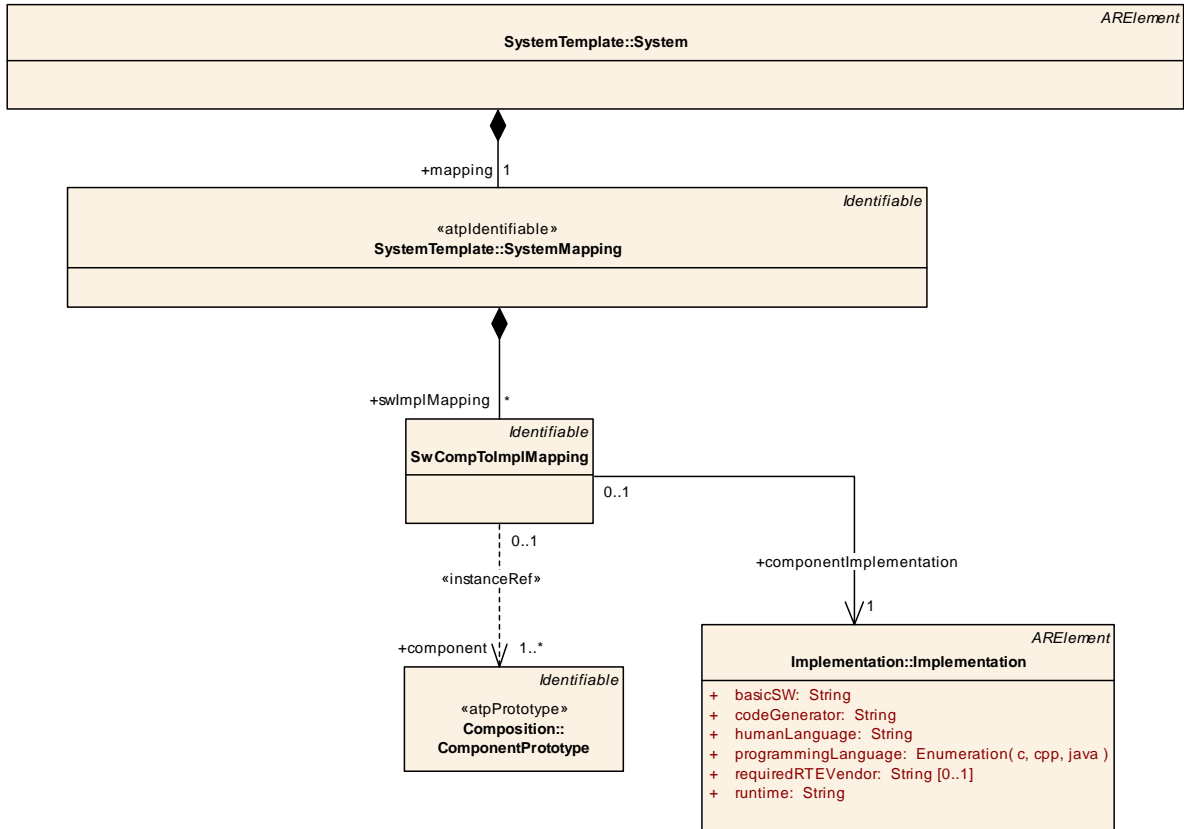 ARElement
SystemTemplate::System
+mapping 1
Identifiable
«atpIdentifiable»
SystemTemplate::SystemMapping
+swImplMapping *
Identifiable
SwCompToImplMapping
0..1
0..1
«instanceRef»
+componentImplementation
1
+component 1..*
ARElement
Implementation::Implementation
Identifiable
«atpPrototype»
Composition::
ComponentPrototype
+ basicSW: String
+ codeGenerator: String
+ humanLanguage: String
+ programmingLanguage: Enumeration( c, cpp, java )
+ requiredRTEVendor: String [0..1]
+ runtime: String